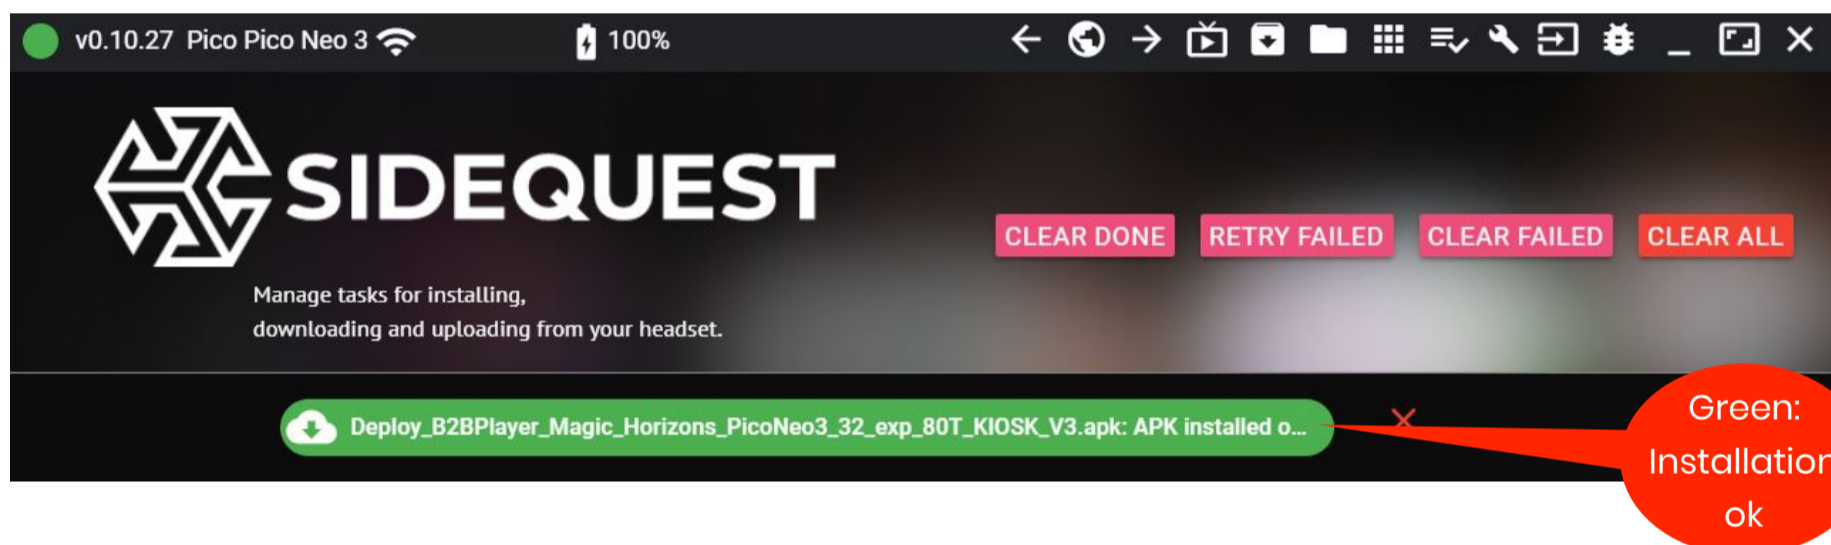 v0.10.27 Pico Pico Neo 3
100%
SIDEQUEST
CLEAR DONE
RETRY FAILED
CLEAR FAILED
CLEAR ALL
Manage tasks for installing,
downloading and uploading from your headset.
Deploy_B2BPlayer_Magic_Horizons_PicoNeo3_32_exp_80T_KIOSK_V3.apk: APK installed o...
Green:
Installation
ok